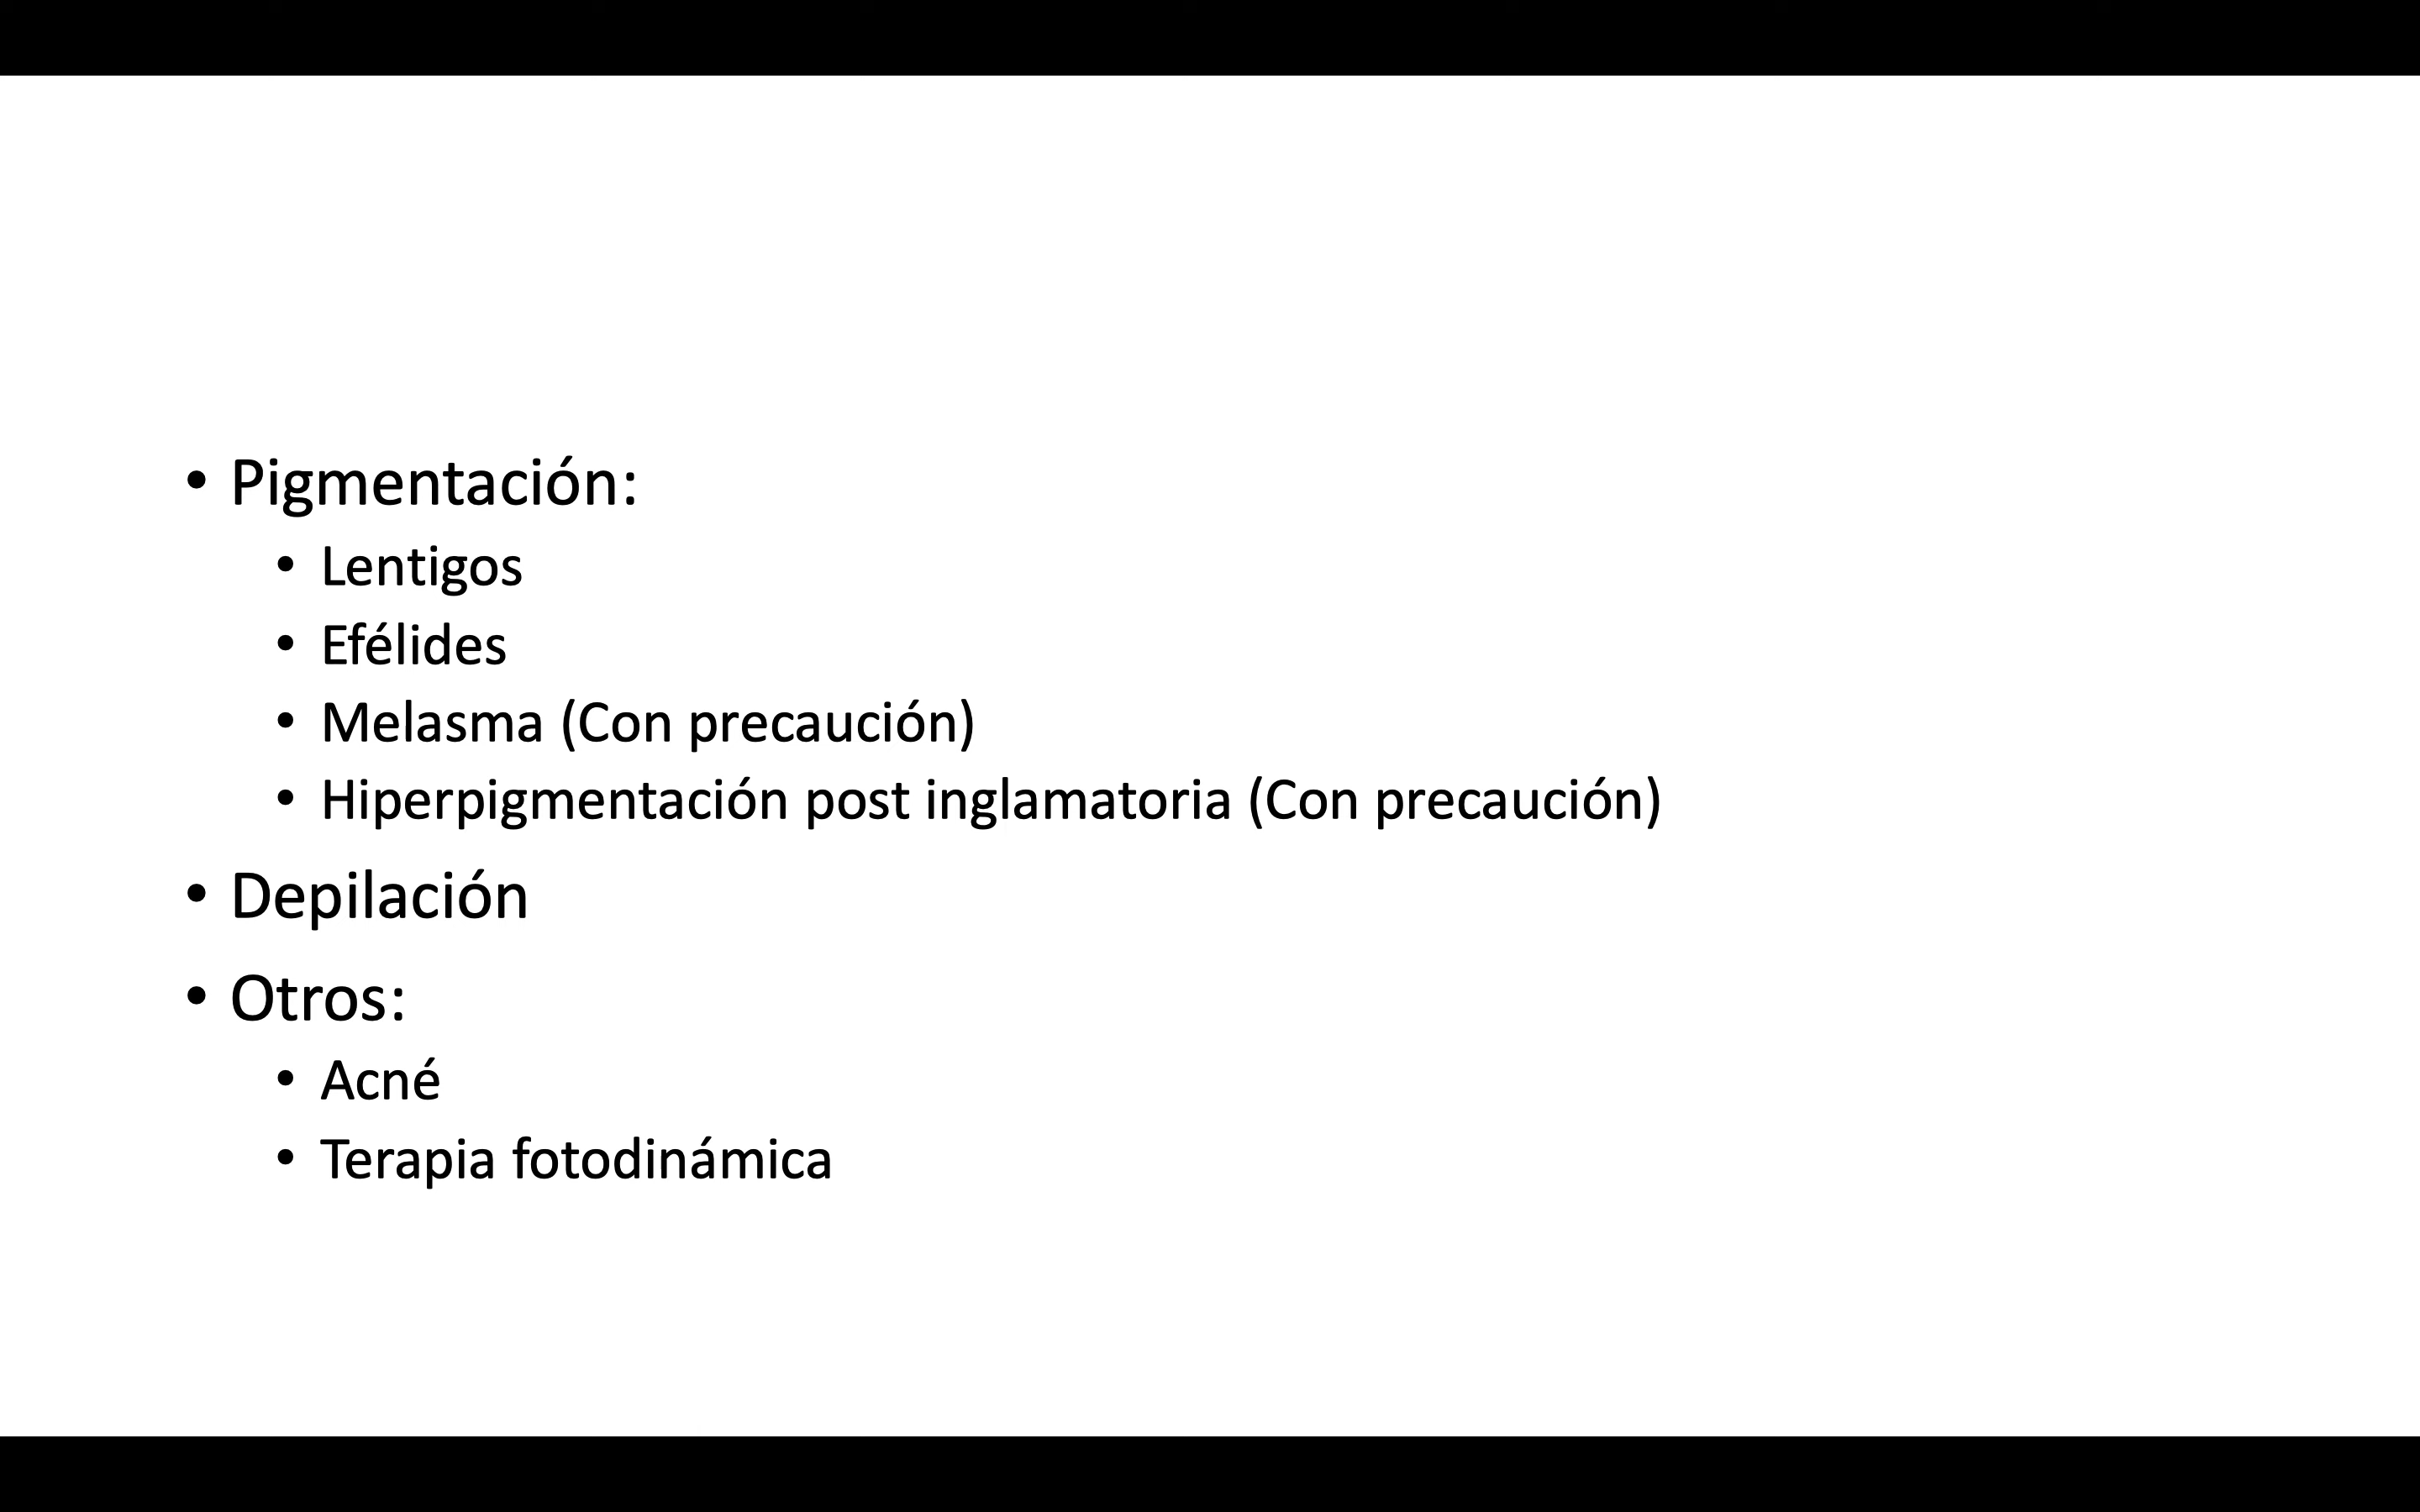 • Pigmentación:
• Lentigos
• Efélides
• Melasma (Con precaución)
• Hiperpigmentación post inglamatoria (Con precaución)
• Depilación
• Otros:
• Acné
• Terapia fotodinámica